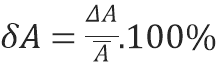 δA = ΔA / A̅ .100%